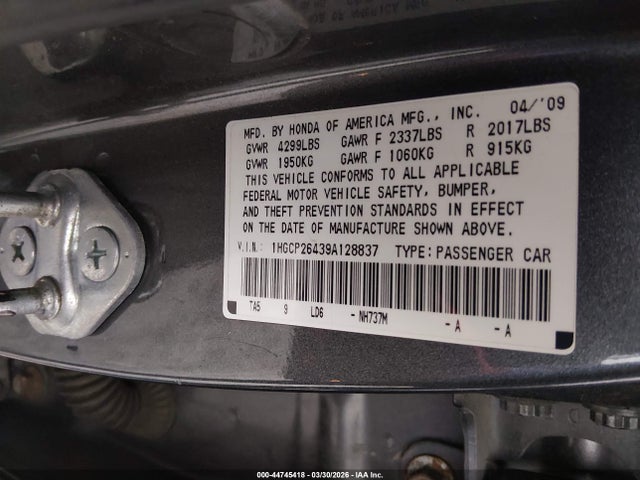 MFD. BY HONDA OF AMERICA MFG., INC. 04/'09
GVWR 4299LBS GAWR F 2337LBS R 2017LBS
GVWR 1950KG GAWR F 1060KG R 915KG
THIS VEHICLE CONFORMS TO ALL APPLICABLE
FEDERAL MOTOR VEHICLE SAFETY, BUMPER,
AND THEFT PREVENTION STANDARDS IN EFFECT
ON THE DATE OF MANUFACTURE SHOWN ABOVE.
V.I.N. 1HGCP26439A128837 TYPE:PASSENGER CAR
TA5 9 LD6 -NH737M -A -A
000-44745418 | 03/30/2026 | IAA Inc.